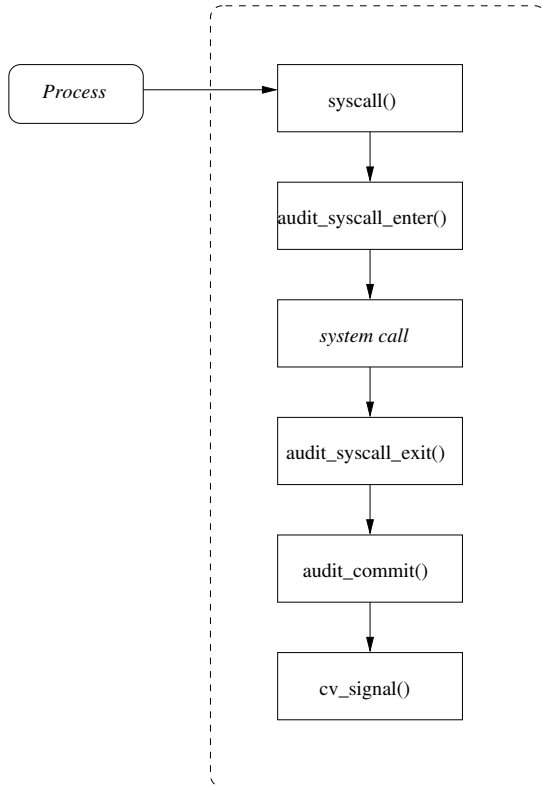 Process
syscall()
audit_syscall_enter()
system call
audit_syscall_exit()
audit_commit()
cv_signal()